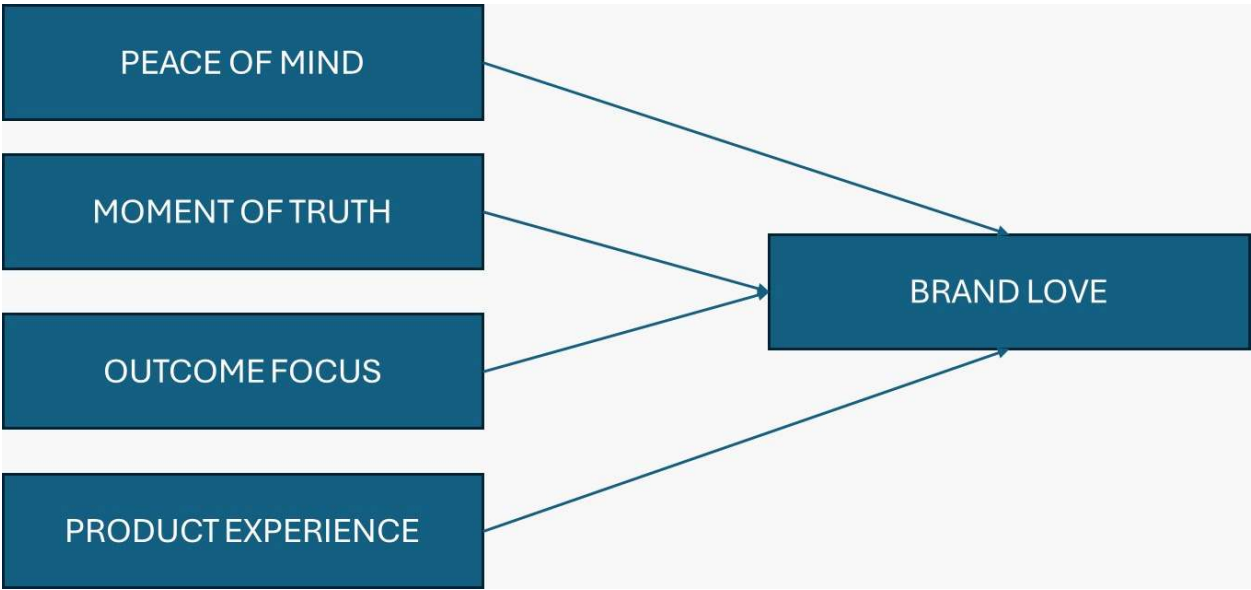 PEACE OF MIND
MOMENT OF TRUTH
BRAND LOVE
OUTCOME FOCUS
PRODUCT EXPERIENCE